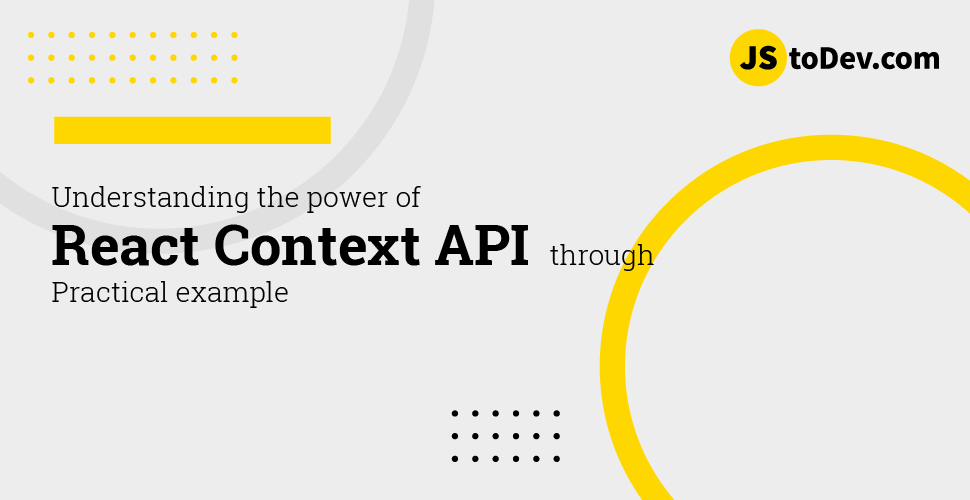 JS toDev.com
Understanding the power of
React Context API through
Practical example